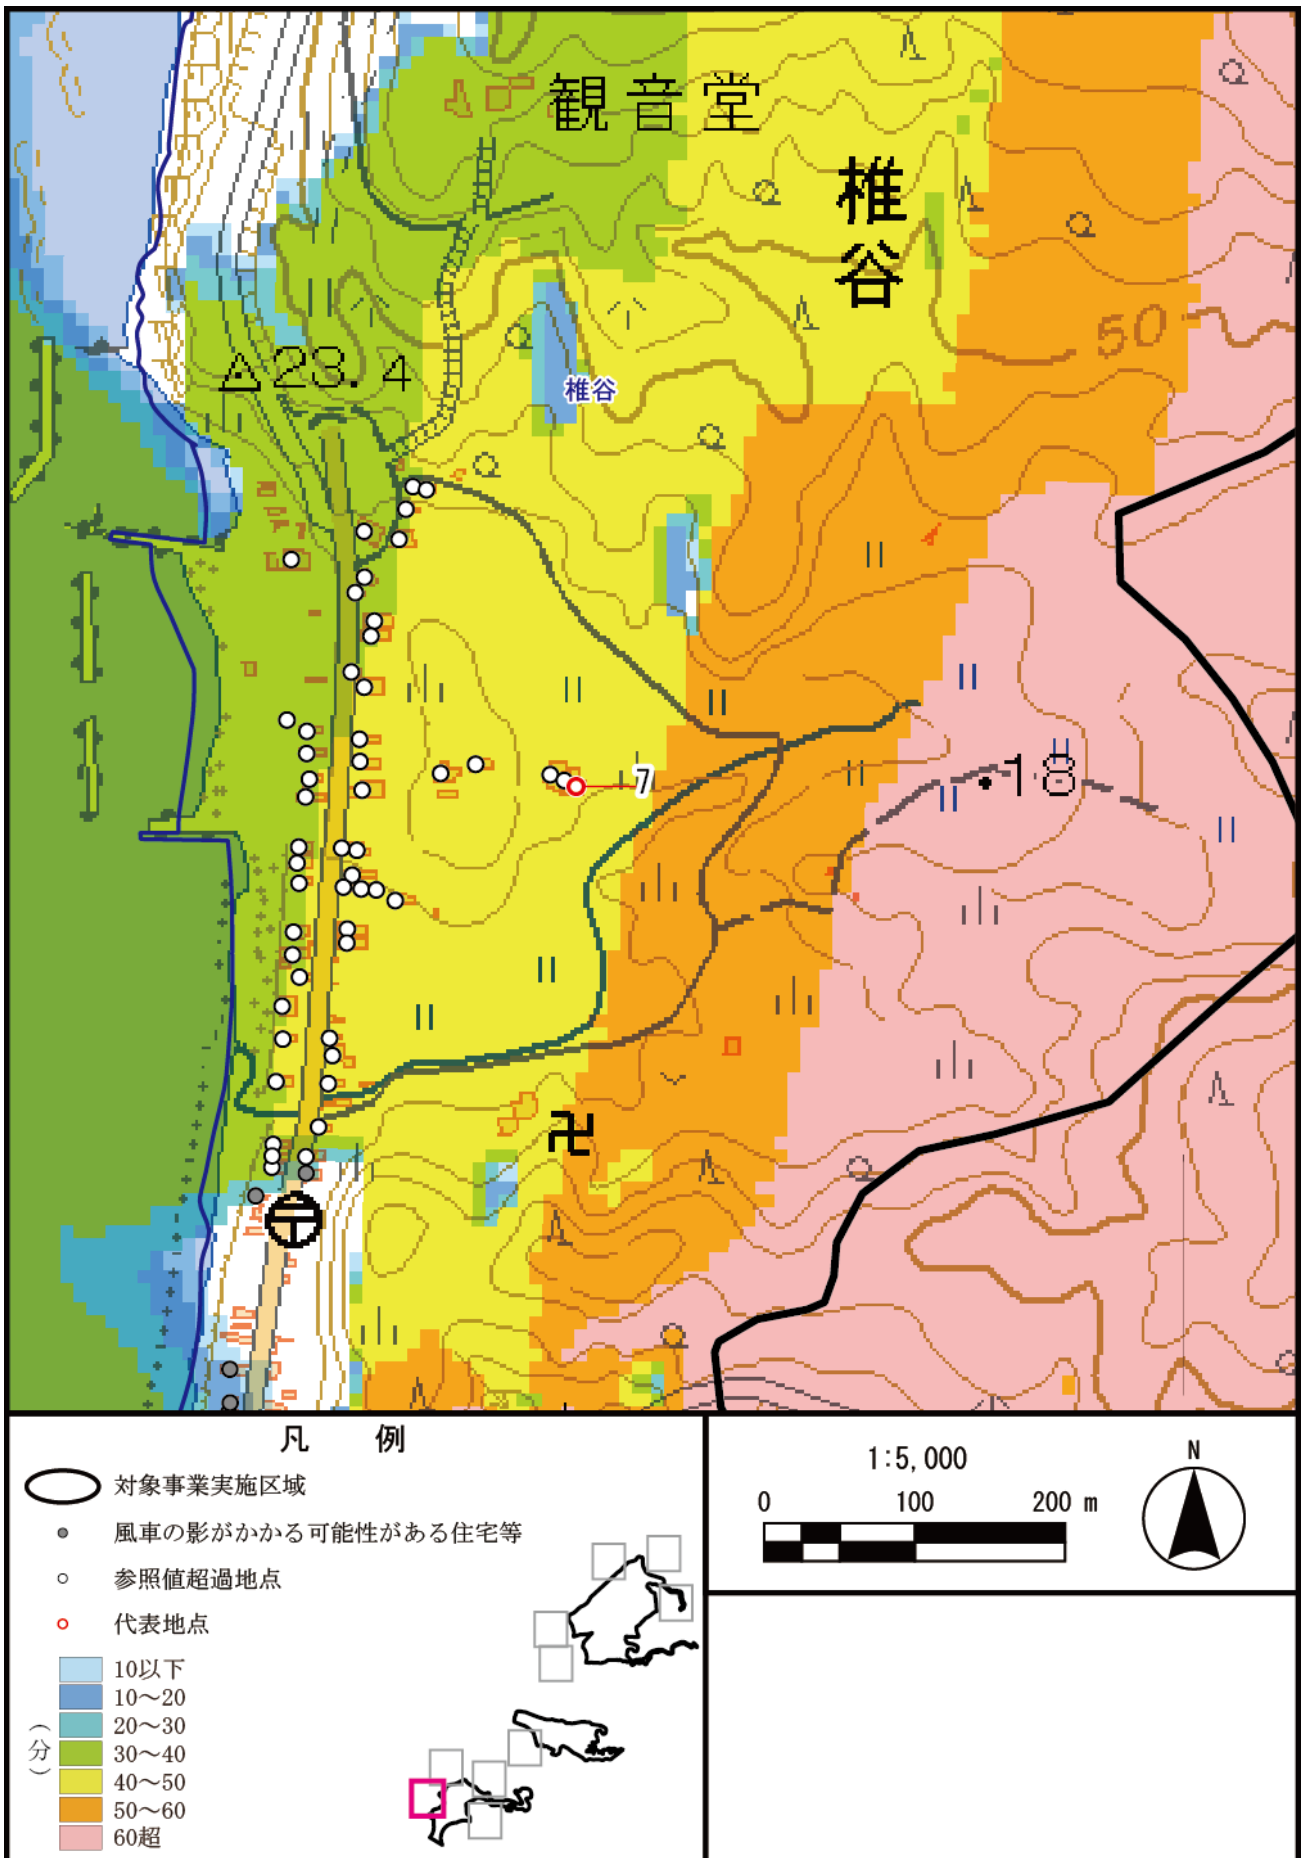 観音堂
椎谷
50
23.4
椎谷
7
18
凡 例
対象事業実施区域
風車の影がかかる可能性がある住宅等
参照値超過地点
代表地点
(分)
10以下
10～20
20～30
30～40
40～50
50～60
60超
1:5,000
0 100 200 m
N